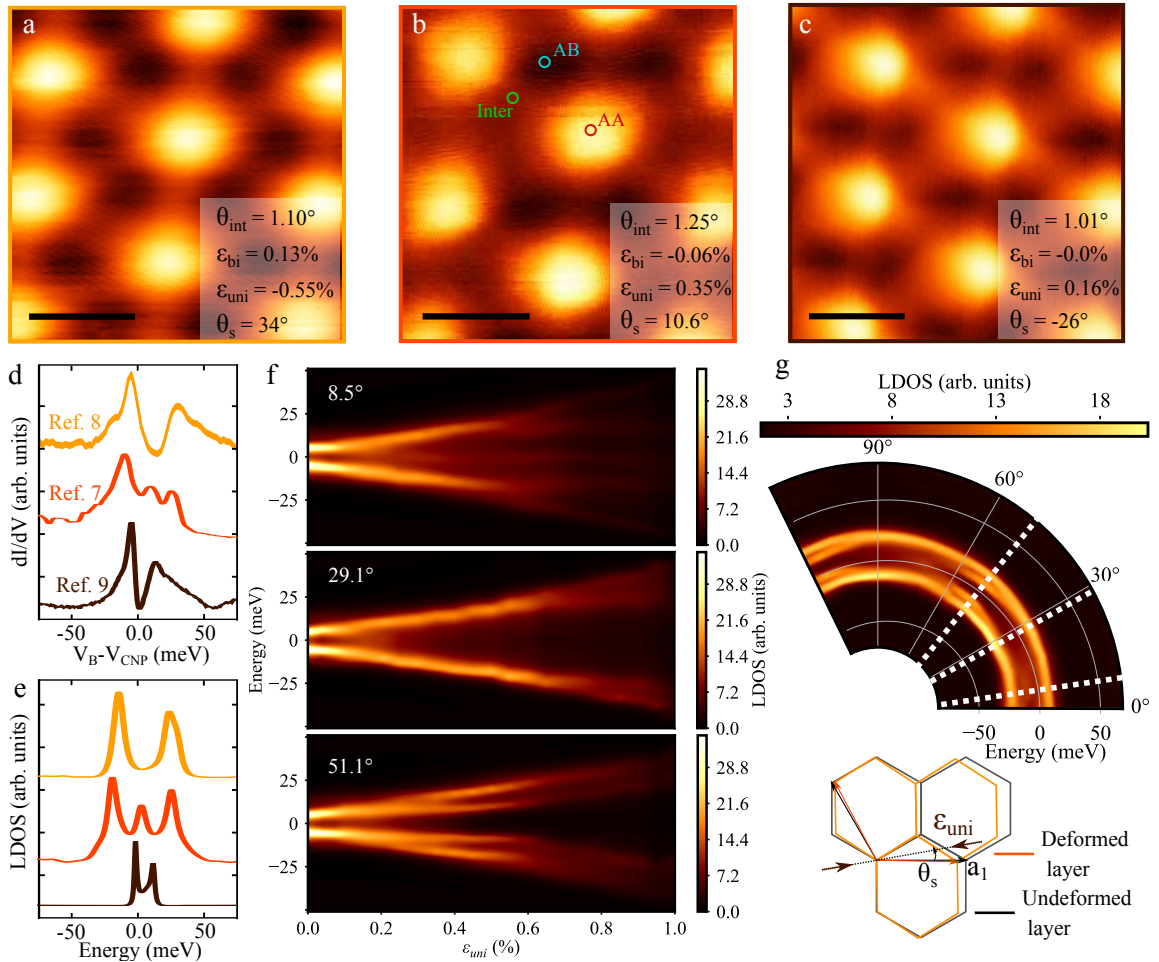 a
θint = 1.10°
εbi = 0.13%
εuni = -0.55%
θs = 34°
b
AB
Inter
AA
θint = 1.25°
εbi = -0.06%
εuni = 0.35%
θs = 10.6°
c
θint = 1.01°
εbi = -0.0%
εuni = 0.16%
θs = -26°
d
dI/dV (arb. units)
Ref. 8
Ref. 7
Ref. 9
-50 0.0 50
VB-VCNP (meV)
e
LDOS (arb. units)
-50 0.0 50
Energy (meV)
f
Energy (meV)
8.5°
25
0
−25
28.8
21.6
14.4
7.2
0.0
29.1°
25
0
-25
28.8
21.6
14.4
7.2
0.0
LDOS (arb. units)
51.1°
25
0
−20
28.8
21.6
14.4
7.2
0.0
0.0 0.2 0.4 0.6 0.8 1.0
εuni (%)
g
LDOS (arb. units)
3 8 13 18
90°
60°
30°
0°
−50 0 50
Energy (meV)
εuni
θs
a1
Deformed
layer
Undeformed
layer